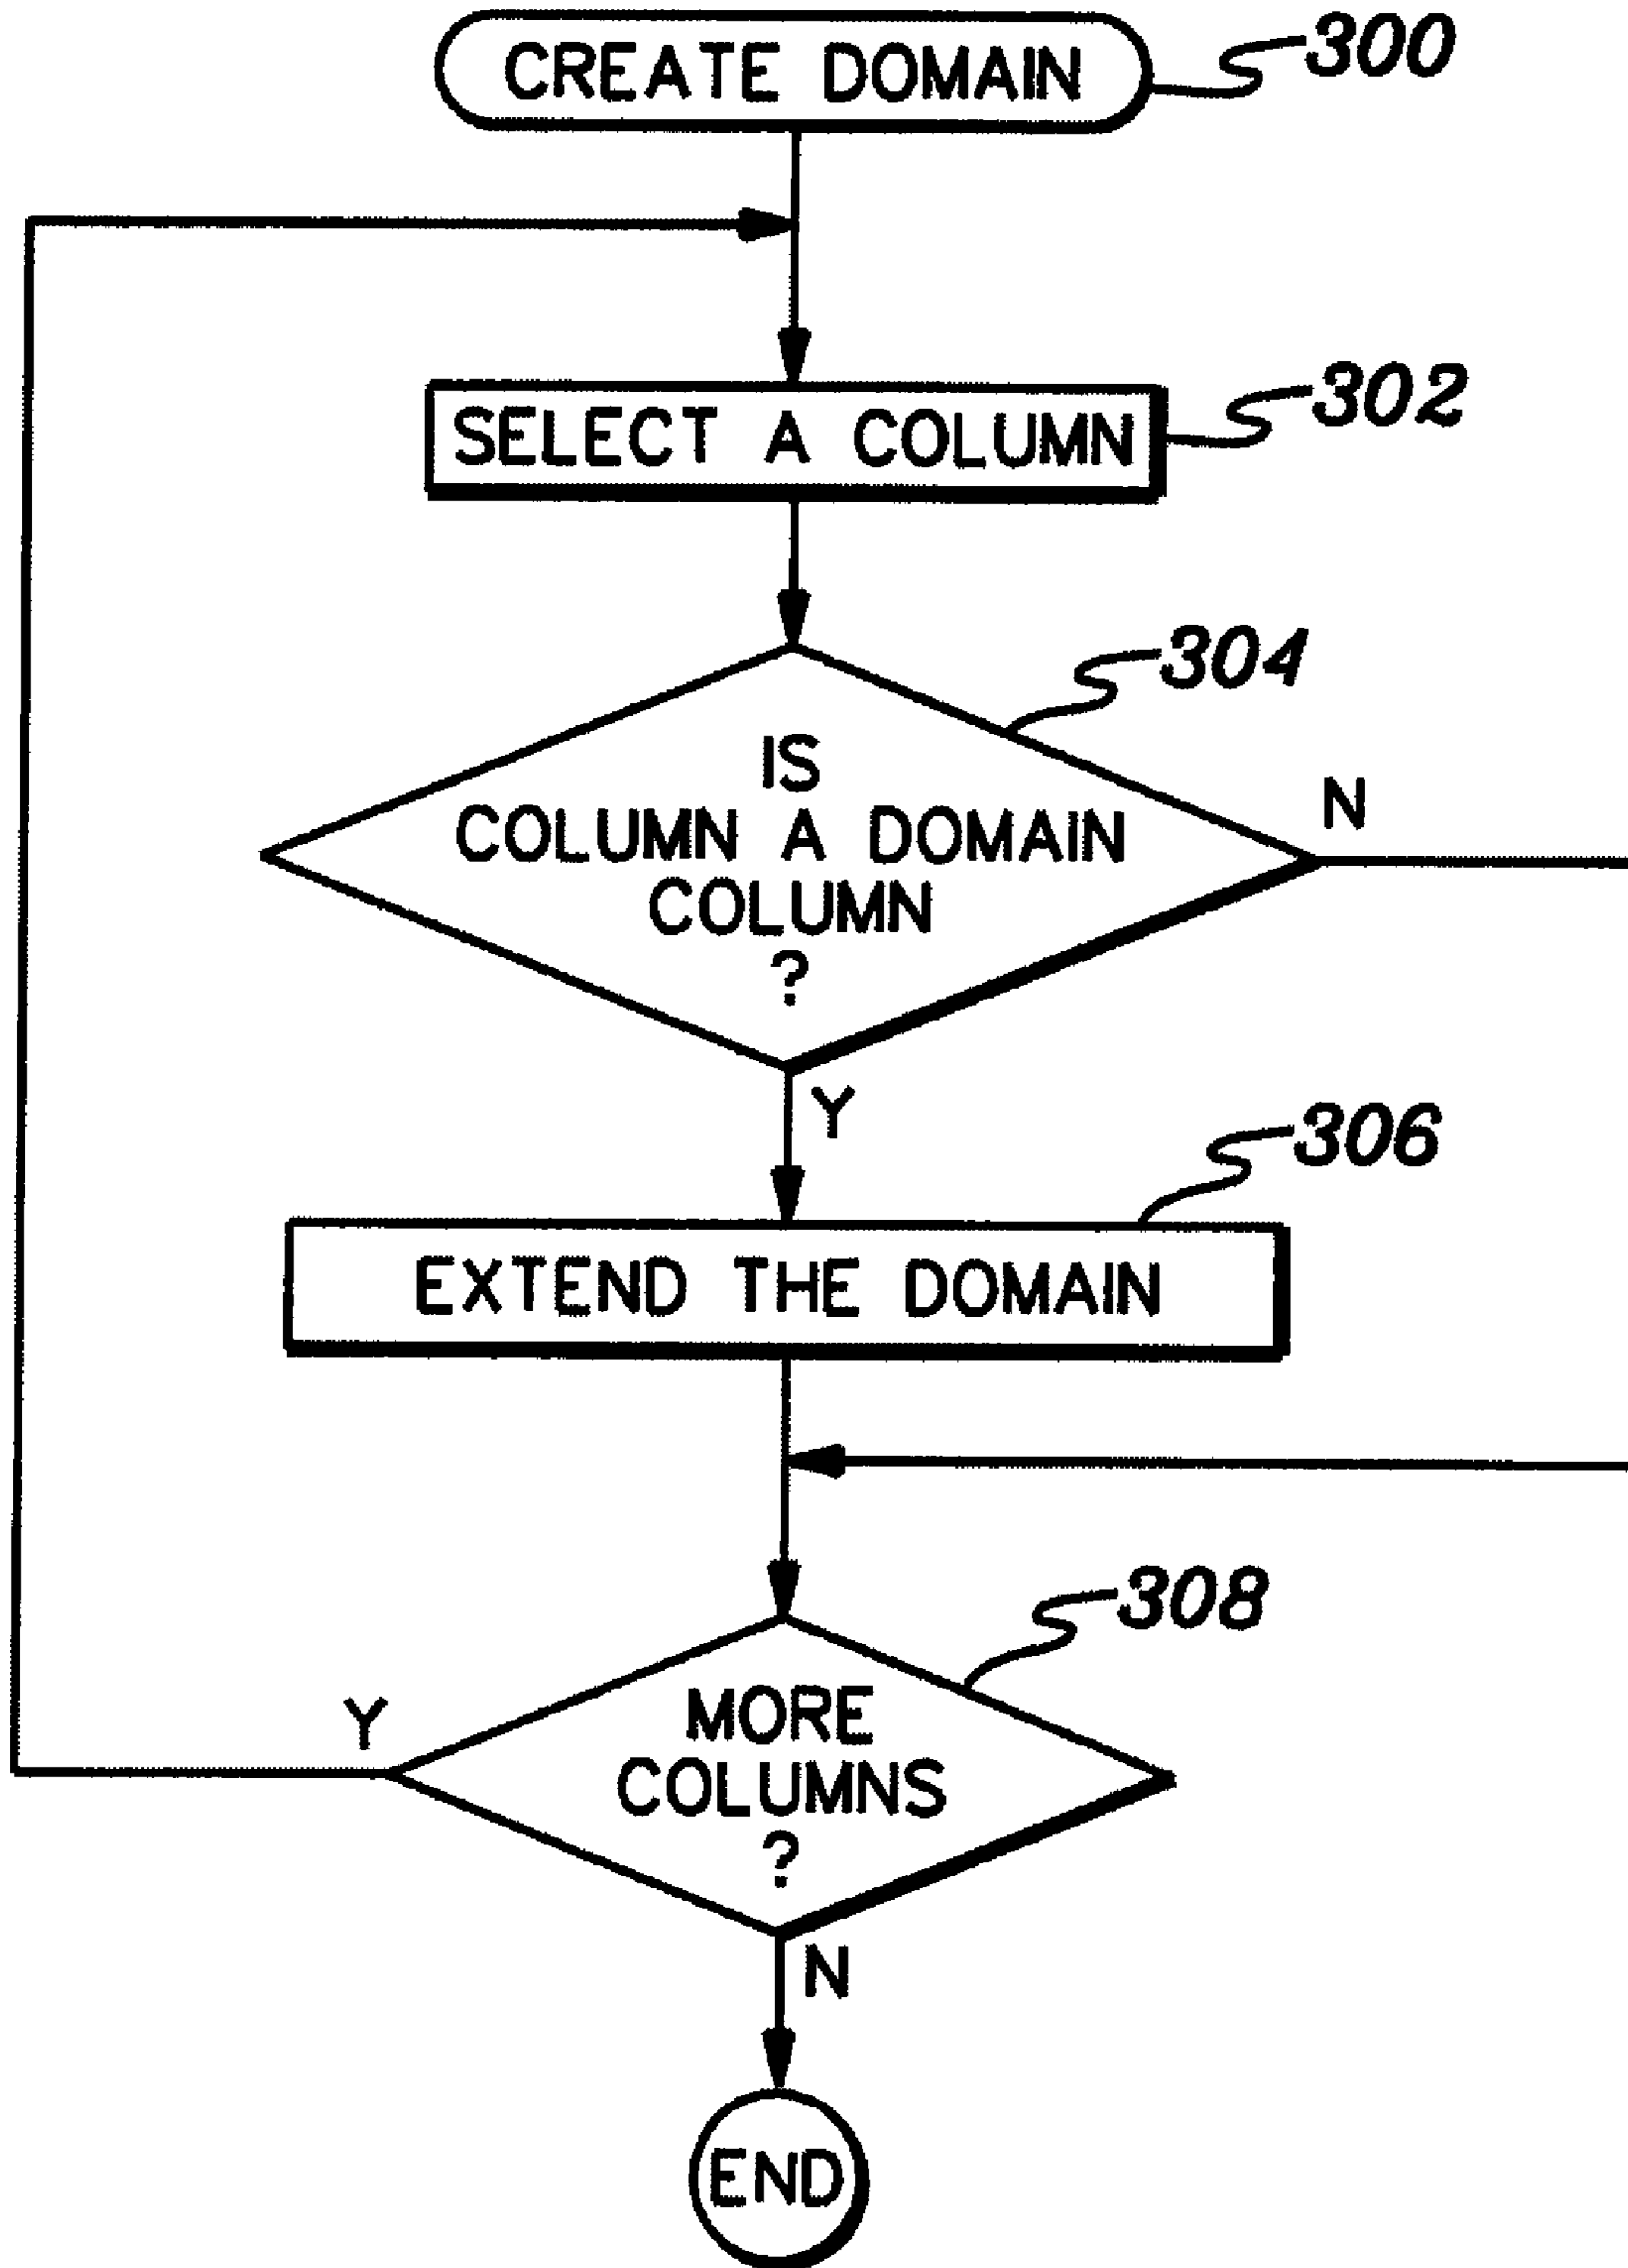 CREATE DOMAIN
300
SELECT A COLUMN
302
304
IS
COLUMN A DOMAIN
COLUMN
?
N
Y
306
EXTEND THE DOMAIN
308
MORE
COLUMNS
?
Y
N
END